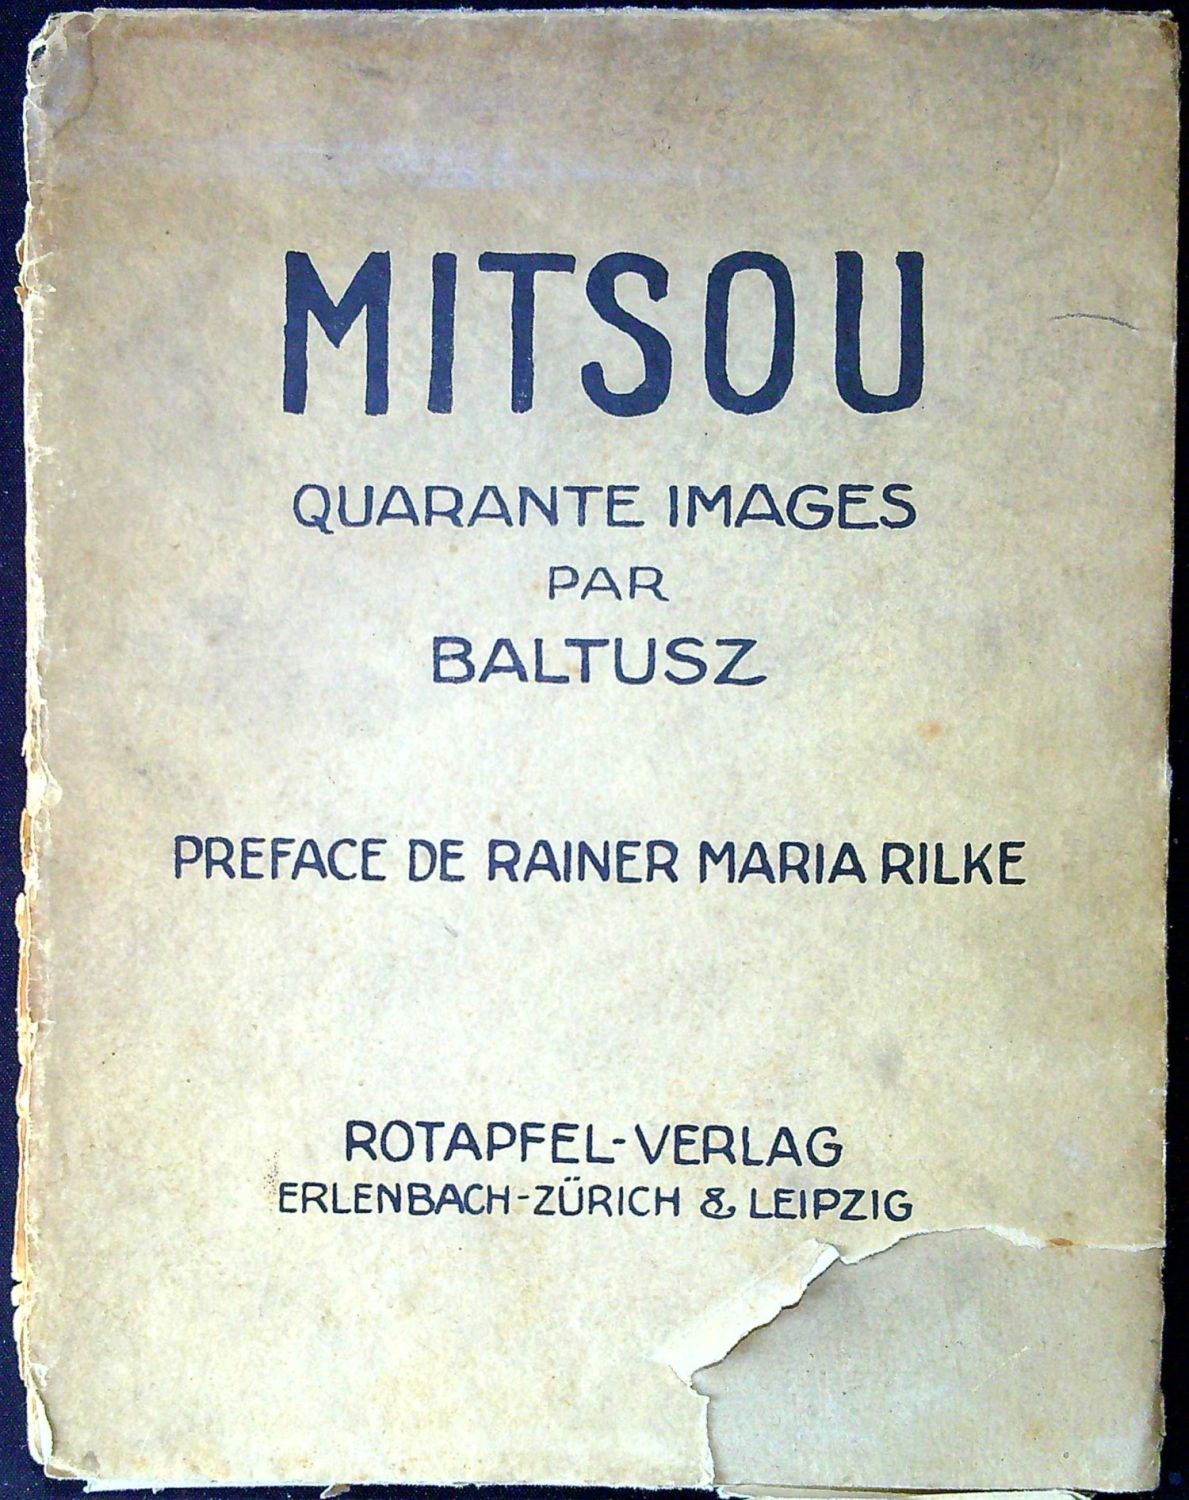 MITSOU
QUARANTE IMAGES
PAR
BALTUSZ
PREFACE DE RAINER MARIA RILKE
ROTAPFEL-VERLAG
ERLENBACH-ZÜRICH & LEIPZIG